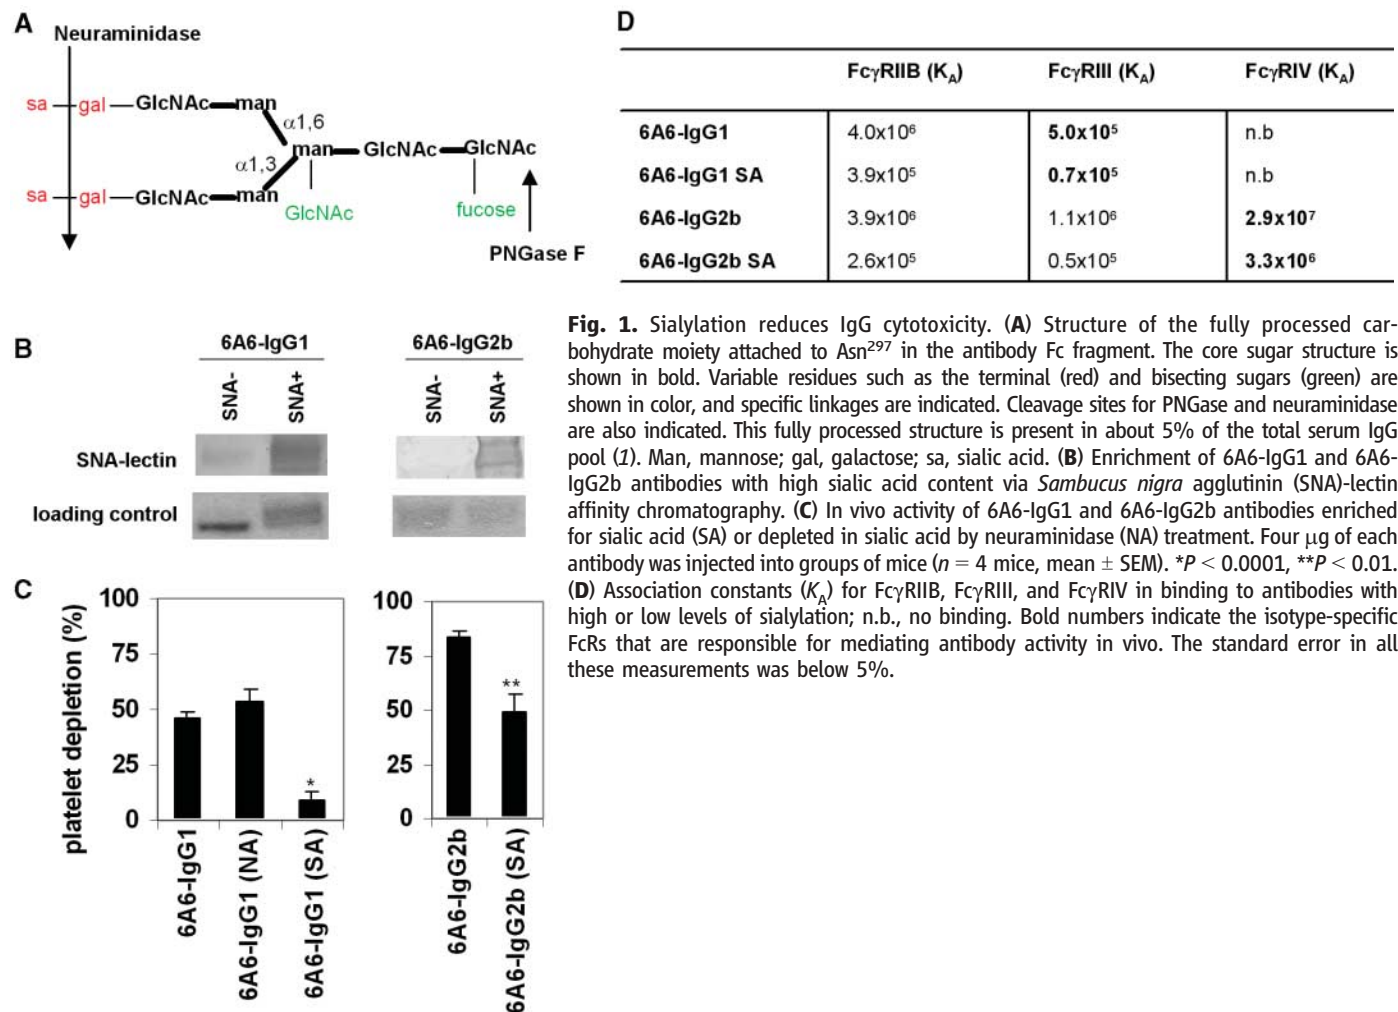 A
Neuraminidase
sa gal GlcNAc man
α1,6
man GlcNAc GlcNAc
α1,3
sa gal GlcNAc man
GlcNAc
fucose
PNGase F
D
FcγRIIB (KA) FcγRIII (KA) FcγRIV (KA)
6A6-IgG1 4.0x10⁶ 5.0x10⁵ n.b
6A6-IgG1 SA 3.9x10⁵ 0.7x10⁵ n.b
6A6-IgG2b 3.9x10⁶ 1.1x10⁶ 2.9x10⁷
6A6-IgG2b SA 2.6x10⁵ 0.5x10⁵ 3.3x10⁶
B
6A6-IgG1 6A6-IgG2b
SNA- SNA+ SNA- SNA+
SNA-lectin
loading control
C
platelet depletion (%)
100
75
50
25
0
*
6A6-IgG1
6A6-IgG1 (NA)
6A6-IgG1 (SA)
100
75
50
25
0
**
6A6-IgG2b
6A6-IgG2b (SA)
Fig. 1. Sialylation reduces IgG cytotoxicity. (A) Structure of the fully processed car-
bohydrate moiety attached to Asn²⁹⁷ in the antibody Fc fragment. The core sugar structure is
shown in bold. Variable residues such as the terminal (red) and bisecting sugars (green) are
shown in color, and specific linkages are indicated. Cleavage sites for PNGase and neuraminidase
are also indicated. This fully processed structure is present in about 5% of the total serum IgG
pool (1). Man, mannose; gal, galactose; sa, sialic acid. (B) Enrichment of 6A6-IgG1 and 6A6-
IgG2b antibodies with high sialic acid content via Sambucus nigra agglutinin (SNA)-lectin
affinity chromatography. (C) In vivo activity of 6A6-IgG1 and 6A6-IgG2b antibodies enriched
for sialic acid (SA) or depleted in sialic acid by neuraminidase (NA) treatment. Four μg of each
antibody was injected into groups of mice (n = 4 mice, mean ± SEM). *P < 0.0001, **P < 0.01.
(D) Association constants (KA) for FcγRIIB, FcγRIII, and FcγRIV in binding to antibodies with
high or low levels of sialylation; n.b., no binding. Bold numbers indicate the isotype-specific
FcRs that are responsible for mediating antibody activity in vivo. The standard error in all
these measurements was below 5%.